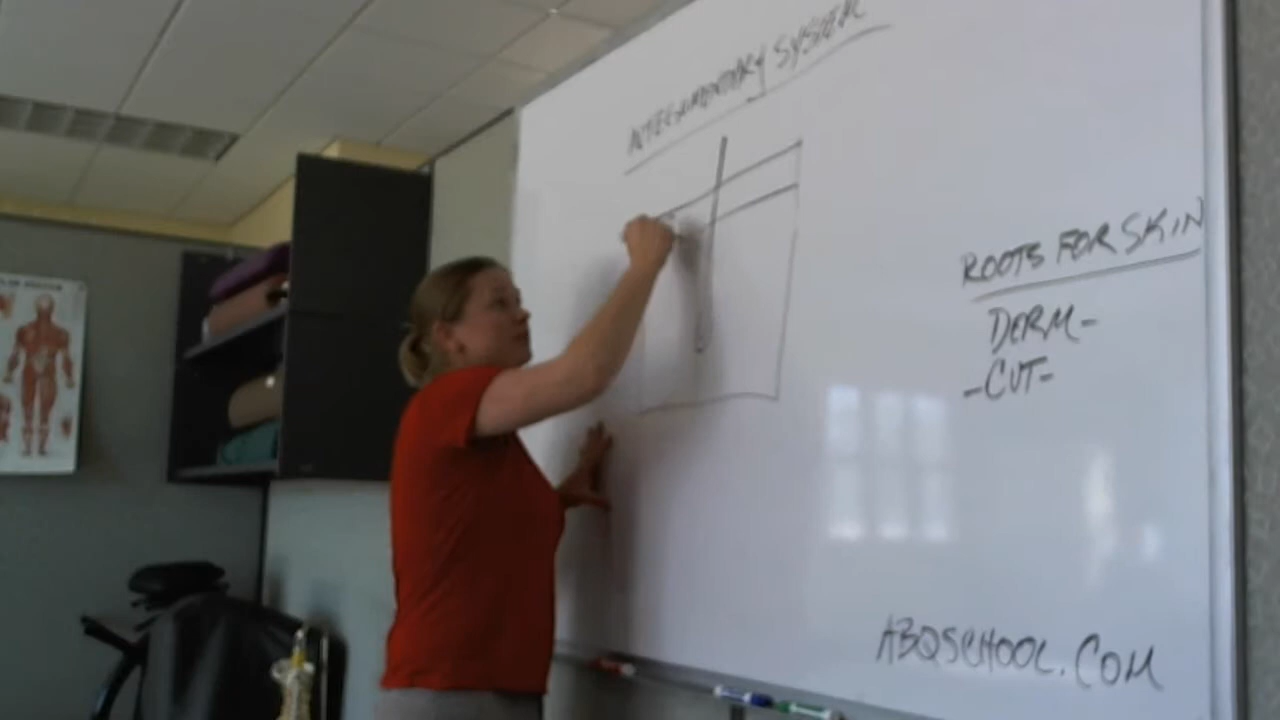 INTEGUMENTARY SYSTEM
ROOTS FOR SKIN
DERM-
-CUT-
ABQSCHOOL.COM